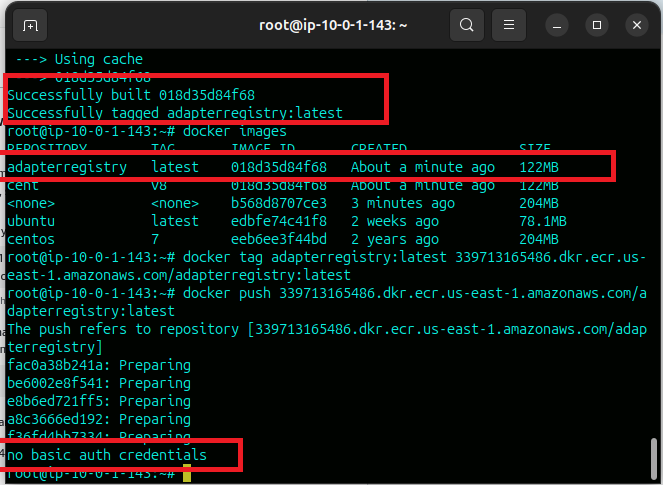 root@ip-10-0-1-143: ~
---> Using cache
---> 018d35d84f68
Successfully built 018d35d84f68
Successfully tagged adapterregistry:latest
root@ip-10-0-1-143:~# docker images
REPOSITORY TAG IMAGE ID CREATED SIZE
adapterregistry latest 018d35d84f68 About a minute ago 122MB
cent v8 018d35d84f68 About a minute ago 122MB
<none> <none> b568d8707ce3 3 minutes ago 204MB
ubuntu latest edbfe74c41f8 2 weeks ago 78.1MB
centos 7 eeb6ee3f44bd 2 years ago 204MB
root@ip-10-0-1-143:~# docker tag adapterregistry:latest 339713165486.dkr.ecr.us-
east-1.amazonaws.com/adapterregistry:latest
root@ip-10-0-1-143:~# docker push 339713165486.dkr.ecr.us-east-1.amazonaws.com/a
dapterregistry:latest
The push refers to repository [339713165486.dkr.ecr.us-east-1.amazonaws.com/adap
terregistry]
fac0a38b241a: Preparing
be6002e8f541: Preparing
e8b6ed721ff5: Preparing
a8c3666ed192: Preparing
f36fd4bb7334: Preparing
no basic auth credentials
root@ip-10-0-1-143:~#